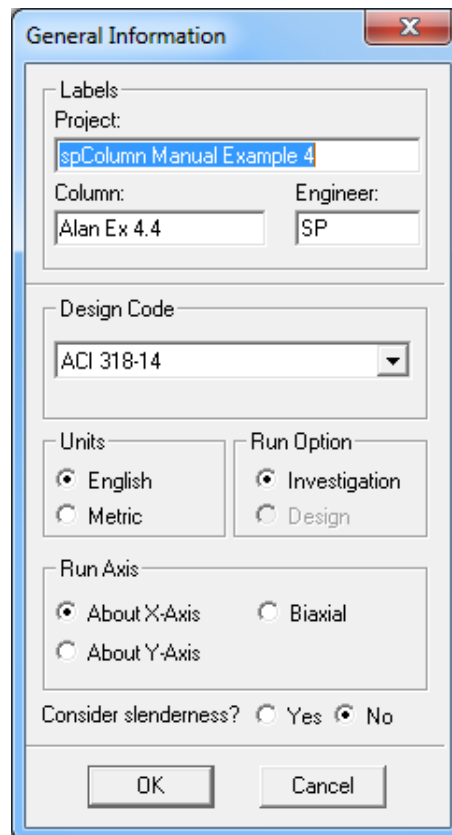 General Information
Labels
Project:
spColumn Manual Example 4
Column: Engineer:
Alan Ex 4.4 SP
Design Code
ACI 318-14
Units Run Option
English Investigation
Metric Design
Run Axis
About X-Axis Biaxial
About Y-Axis
Consider slenderness? Yes No
OK Cancel